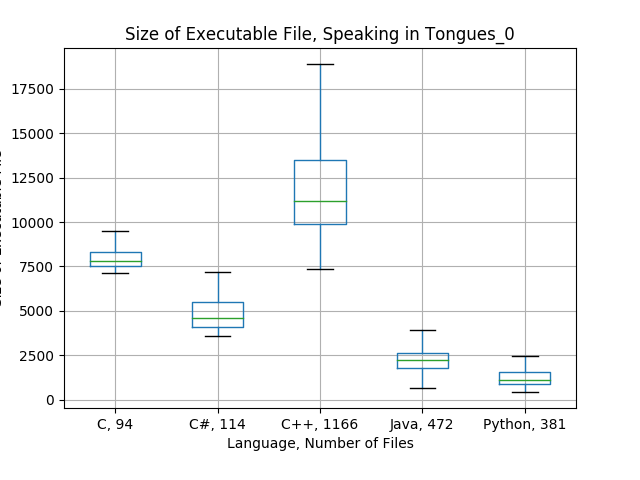 Size of Executable File, Speaking in Tongues_0
17500
15000
12500
10000
7500
5000
2500
0
C, 94
C#, 114
C++, 1166
Java, 472
Python, 381
Language, Number of Files